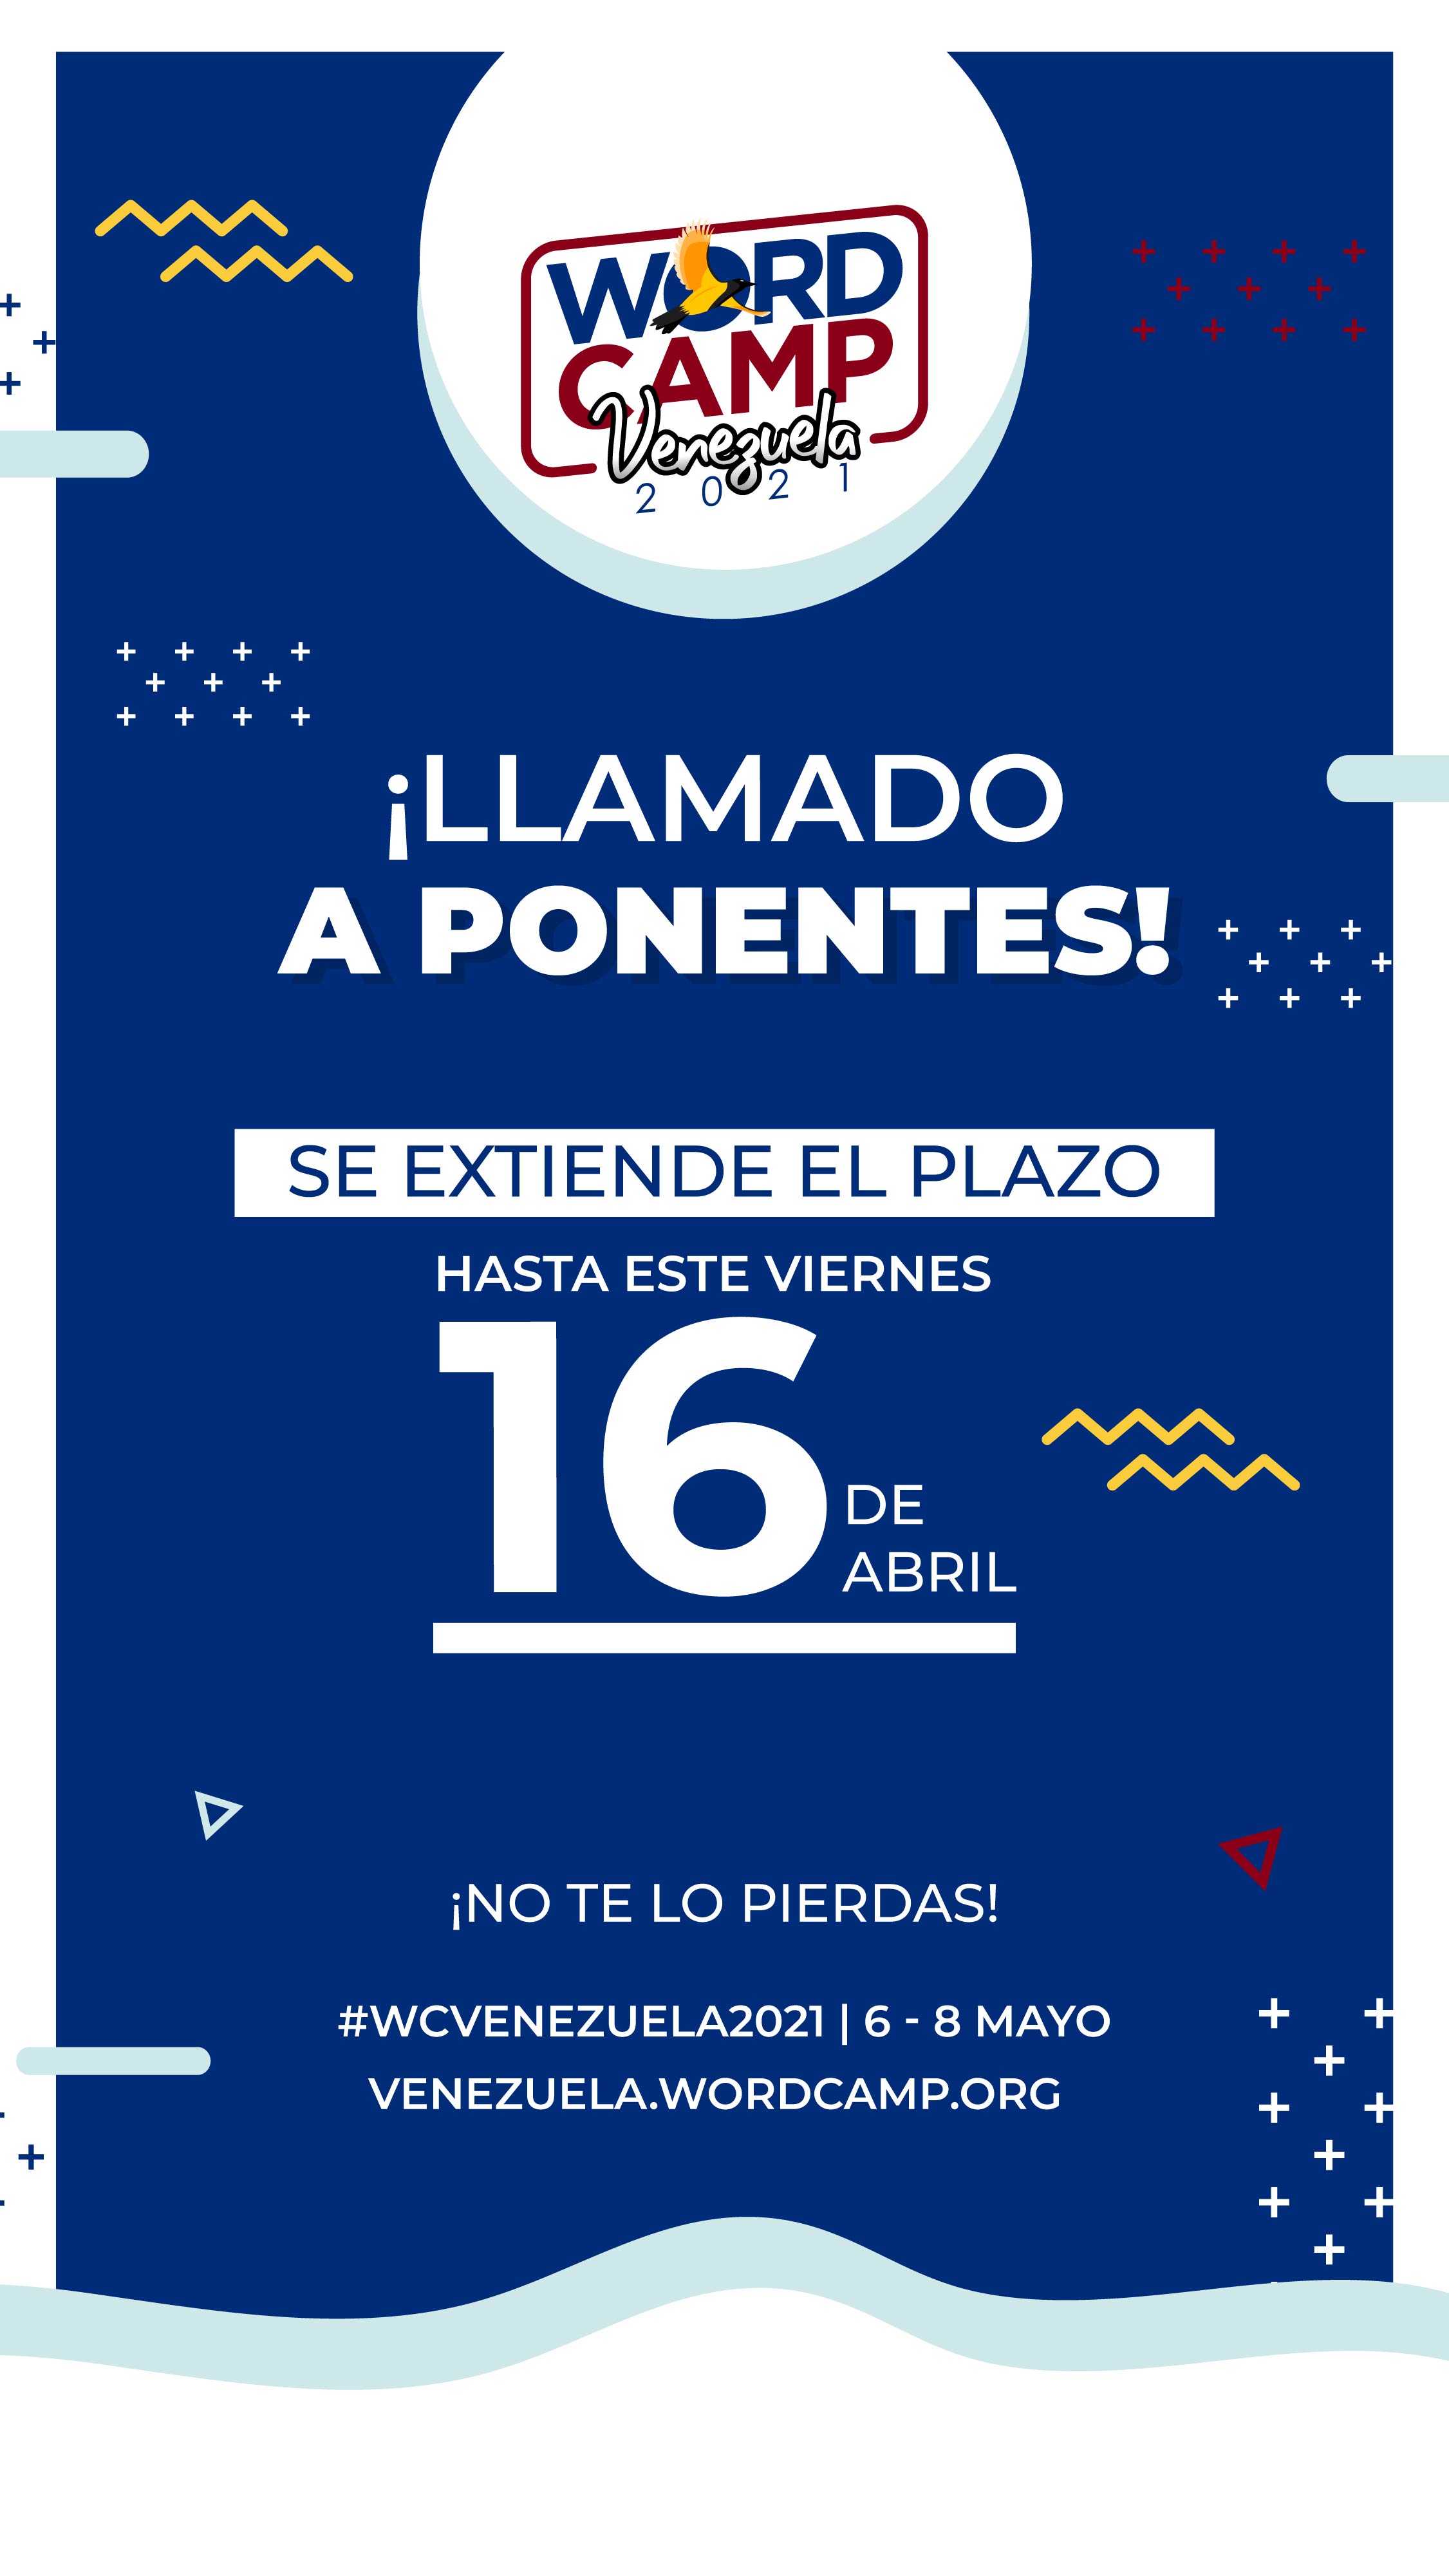 WORD
CAMP
Venezuela
2021
¡LLAMADO
A PONENTES!
SE EXTIENDE EL PLAZO
HASTA ESTE VIERNES
16
DE
ABRIL
¡NO TE LO PIERDAS!
#WCVENEZUELA2021 | 6 - 8 MAYO
VENEZUELA.WORDCAMP.ORG